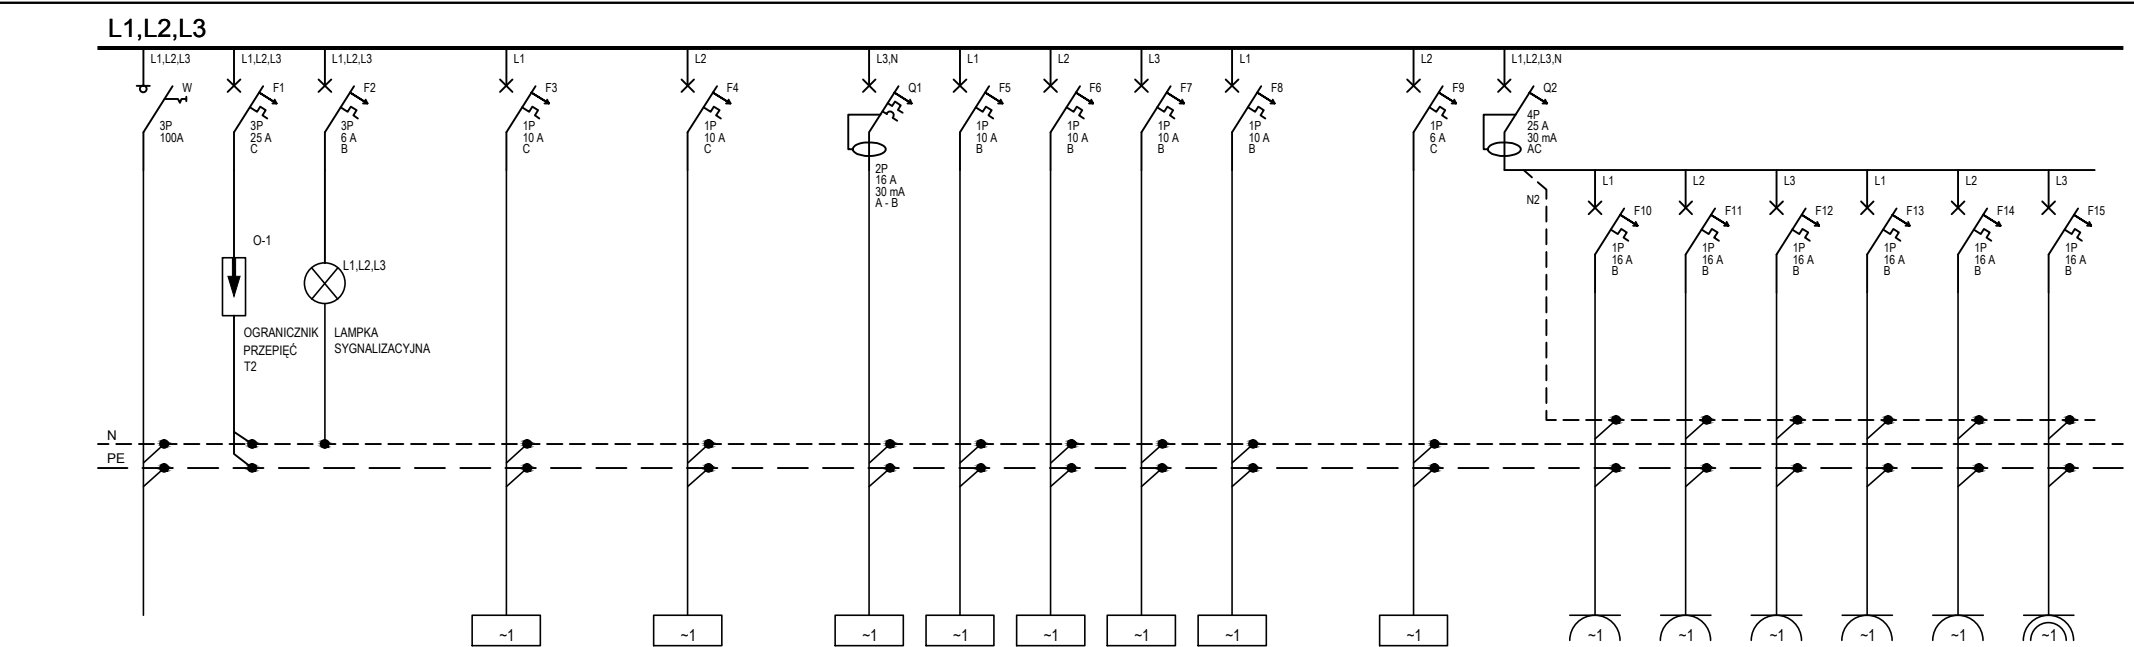 L1,L2,L3
L1,L2,L3
W
3P
100A
L1,L2,L3
F1
3P
25 A
C
L1,L2,L3
F2
3P
6 A
B
L1
F3
1P
10 A
C
L2
F4
1P
10 A
C
L3,N
Q1
2P
16 A
30 mA
A - B
L1
F5
1P
10 A
B
L2
F6
1P
10 A
B
L3
F7
1P
10 A
B
L1
F8
1P
10 A
B
L2
F9
1P
6 A
C
L1,L2,L3,N
Q2
4P
25 A
30 mA
AC
N2
L1
F10
1P
16 A
B
L2
F11
1P
16 A
B
L3
F12
1P
16 A
B
L1
F13
1P
16 A
B
L2
F14
1P
16 A
B
L3
F15
1P
16 A
B
O-1
OGRANICZNIK
PRZEPIĘĆ
T2
L1,L2,L3
LAMPKA
SYGNALIZACYJNA
N
PE
~1
~1
~1
~1
~1
~1
~1
~1
~1
~1
~1
~1
~1
~1